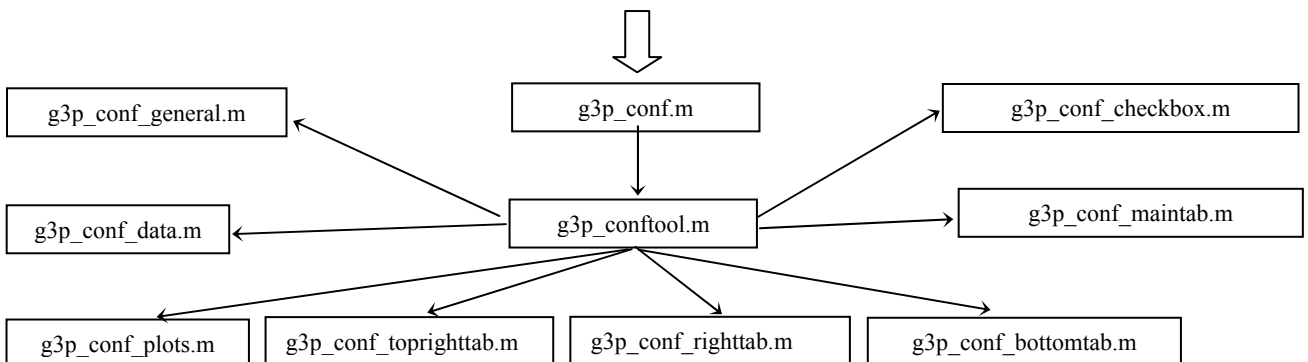 g3p_conf_general.m
g3p_conf.m
g3p_conf_checkbox.m
g3p_conf_data.m
g3p_conftool.m
g3p_conf_maintab.m
g3p_conf_plots.m
g3p_conf_toprighttab.m
g3p_conf_righttab.m
g3p_conf_bottomtab.m